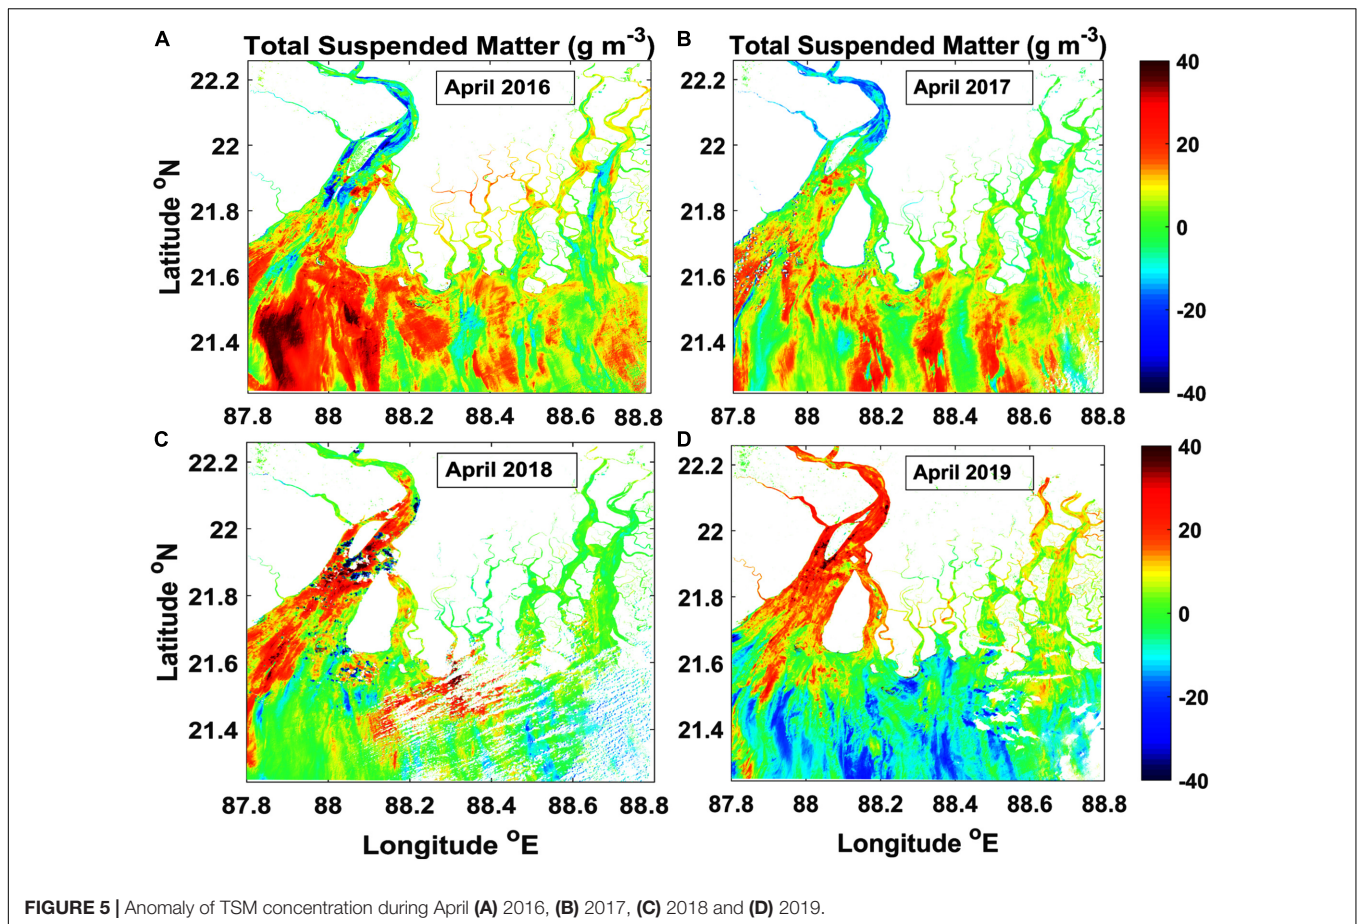 A Total Suspended Matter (g m-3) B Total Suspended Matter (g m-3)
April 2016
April 2017
22.2
22
21.8
21.6
21.4
Latitude oN
87.8 88 88.2 88.4 88.6 88.8
22.2
22
21.8
21.6
21.4
87.8 88 88.2 88.4 88.6 88.8
40
20
0
-20
-40
C
April 2018
22.2
22
21.8
21.6
21.4
Latitude oN
87.8 88 88.2 88.4 88.6 88.8
Longitude oE
D
April 2019
22.2
22
21.8
21.6
21.4
87.8 88 88.2 88.4 88.6 88.8
Longitude oE
40
20
0
-20
-40
FIGURE 5 | Anomaly of TSM concentration during April (A) 2016, (B) 2017, (C) 2018 and (D) 2019.